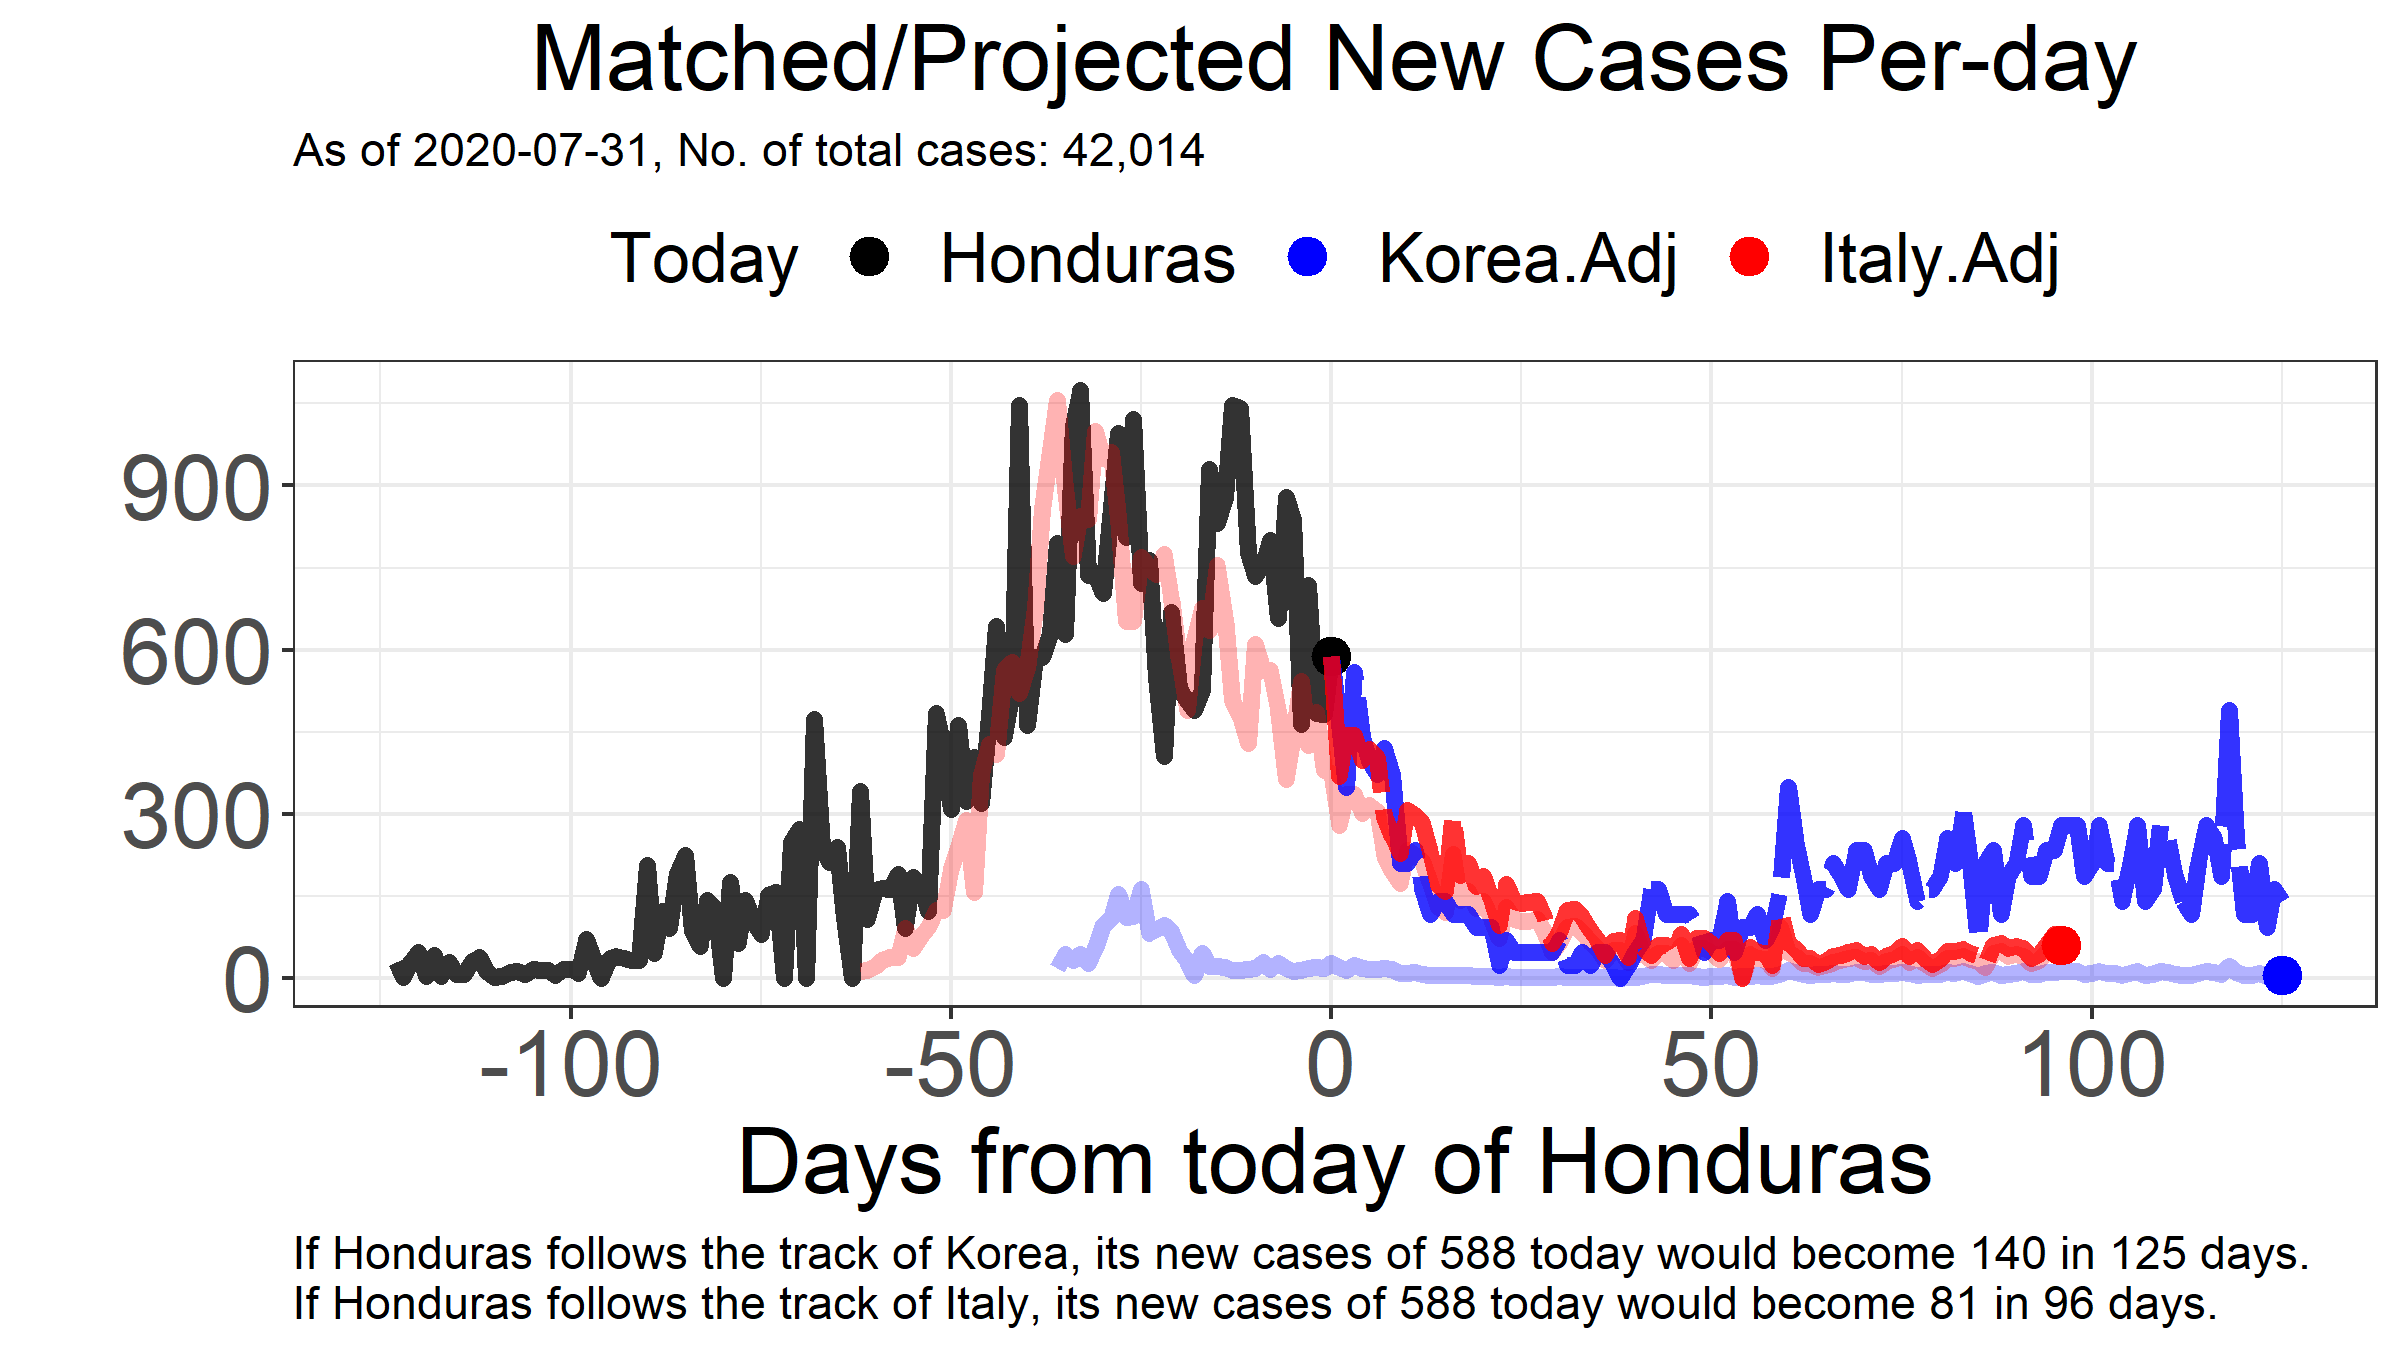 Matched/Projected New Cases Per-day
As of 2020-07-31, No. of total cases: 42,014
Today Honduras Korea.Adj Italy.Adj
900
600
300
0
-100 -50 0 50 100
Days from today of Honduras
If Honduras follows the track of Korea, its new cases of 588 today would become 140 in 125 days.
If Honduras follows the track of Italy, its new cases of 588 today would become 81 in 96 days.